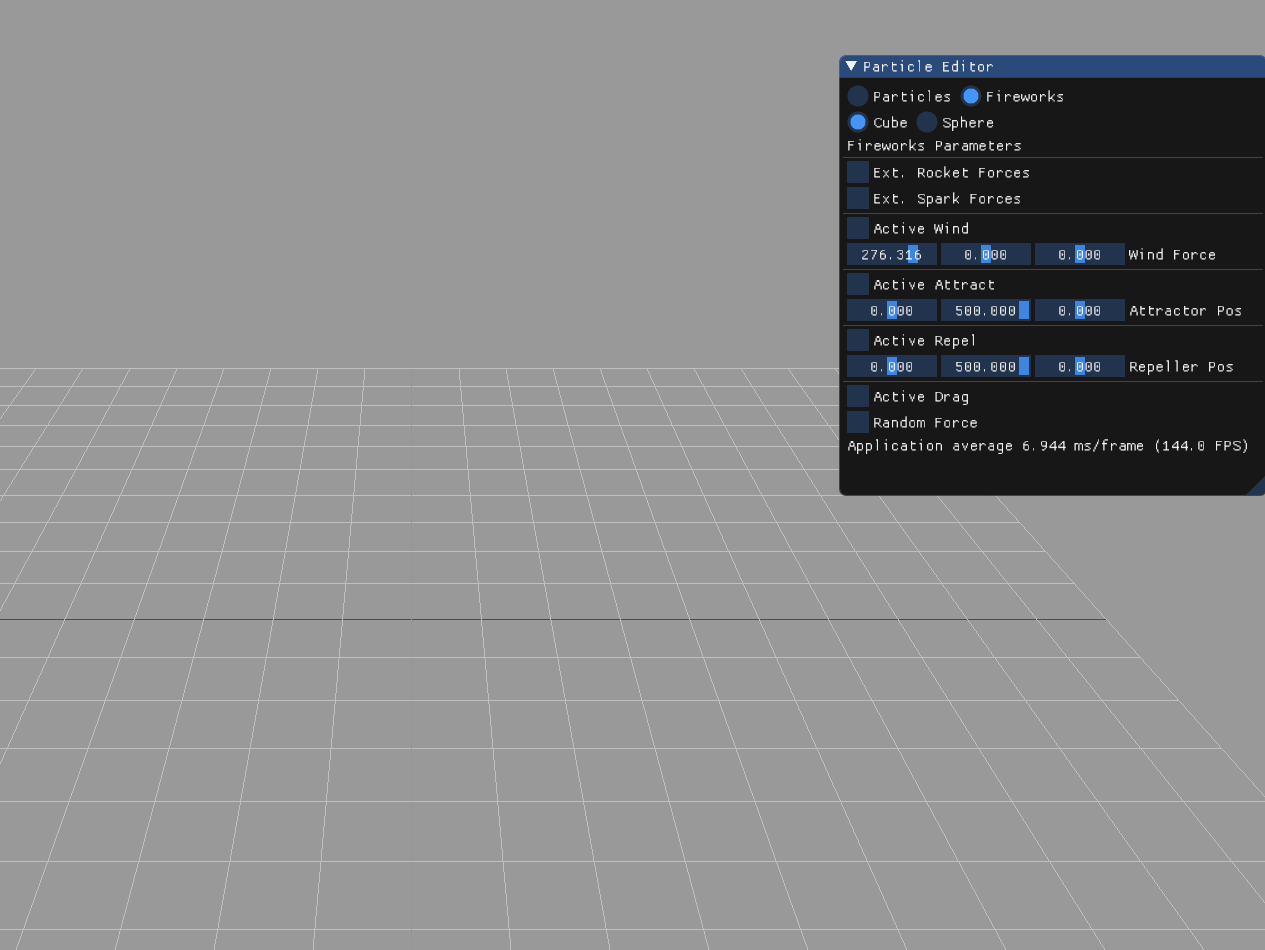 Particle Editor
Particles Fireworks
Cube Sphere
Fireworks Parameters
Ext. Rocket Forces
Ext. Spark Forces
Active Wind
276.316 0.000 0.000 Wind Force
Active Attract
0.000 500.000 0.000 Attractor Pos
Active Repel
0.000 500.000 0.000 Repeller Pos
Active Drag
Random Force
Application average 6.944 ms/frame (144.0 FPS)